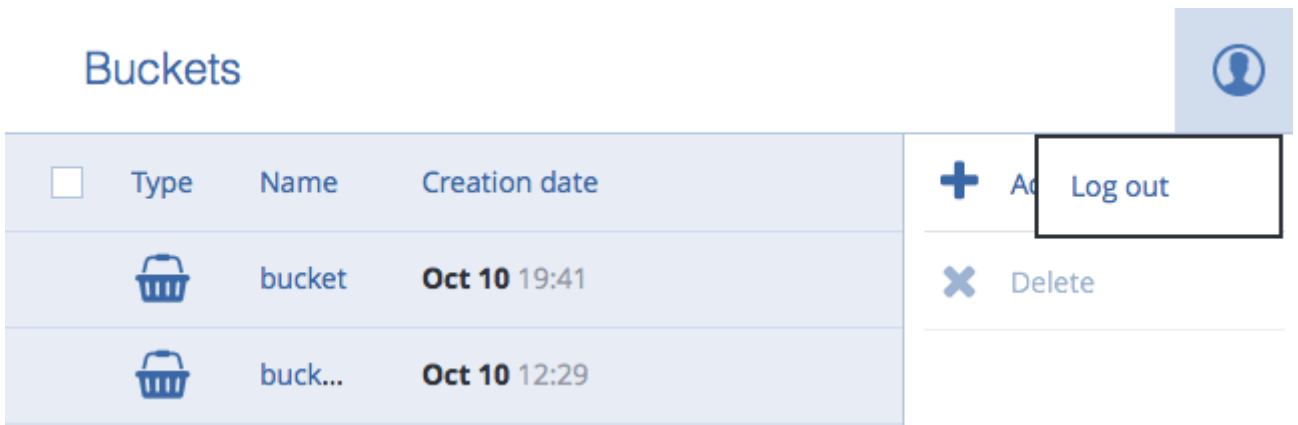 Buckets
Type Name Creation date
Log out
bucket Oct 10 19:41
Delete
buck... Oct 10 12:29